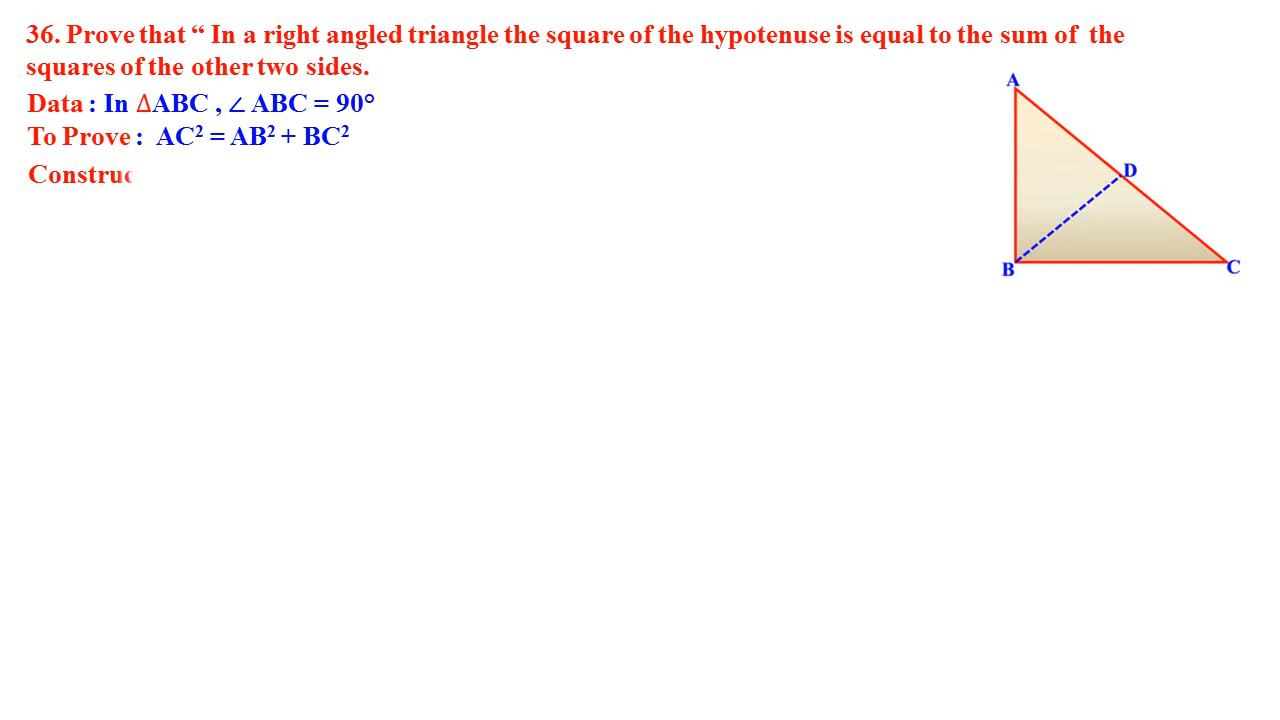 36. Prove that “ In a right angled triangle the square of the hypotenuse is equal to the sum of the
squares of the other two sides.
Data : In ΔABC , ∠ ABC = 90°
To Prove : AC² = AB² + BC²
Struc
A
D
B
C